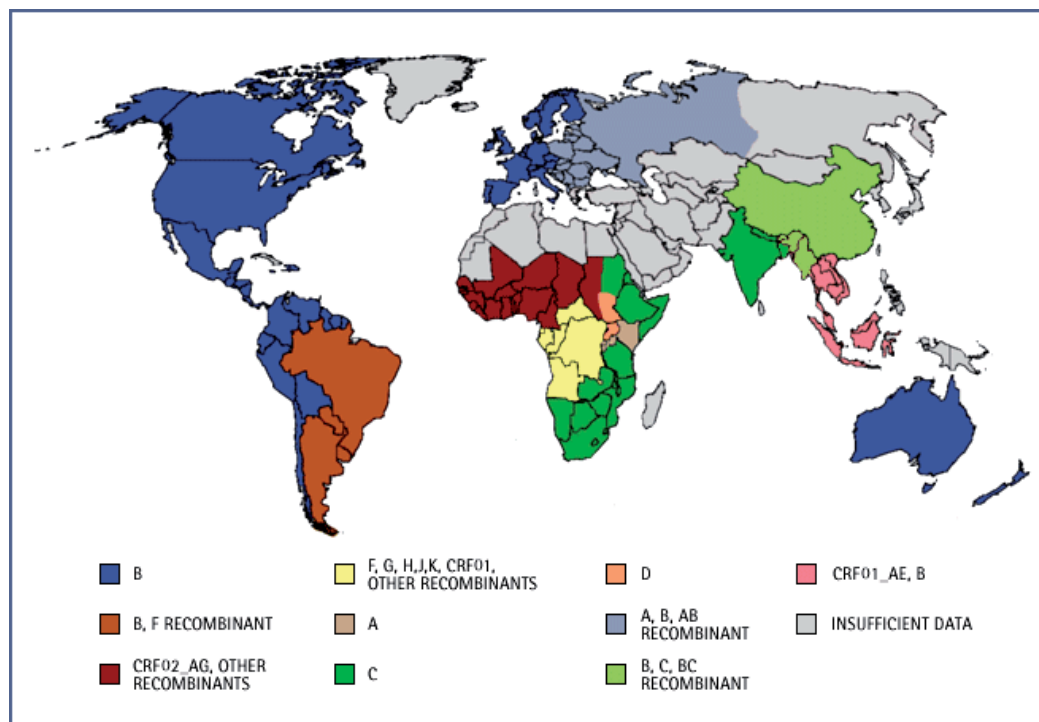 B
B, F RECOMBINANT
CRF02_AG, OTHER
RECOMBINANTS
F, G, H,J,K, CRF01,
OTHER RECOMBINANTS
A
C
D
A, B, AB
RECOMBINANT
B, C, BC
RECOMBINANT
CRF01_AE, B
INSUFFICIENT DATA